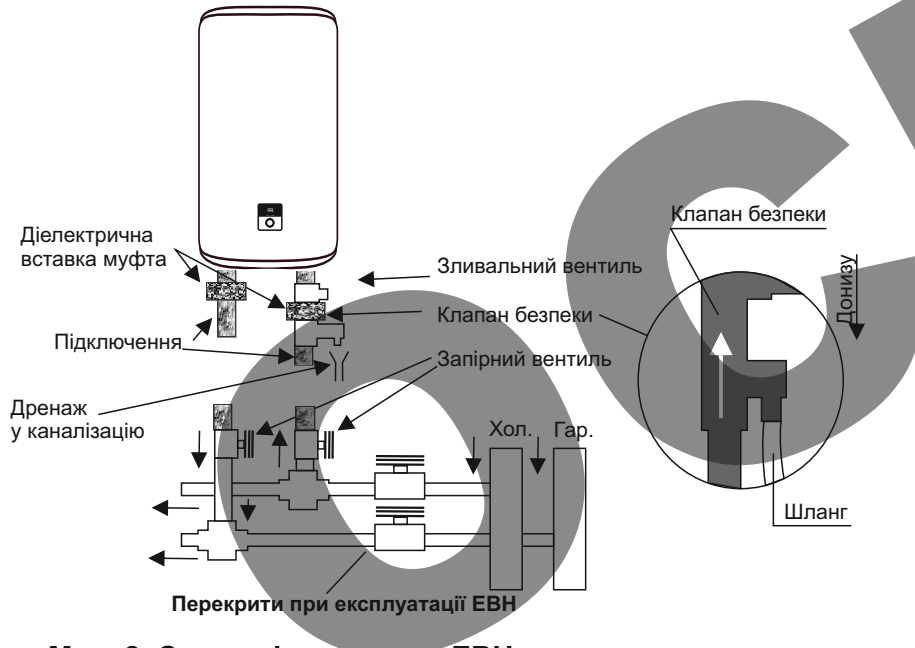 Діелектрична
вставка муфта
Зливальний вентиль
Клапан безпеки
Підключення
Запірний вентиль
Дренаж
у каналізацію
Хол.
Гар.
Перекрити при експлуатації ЕВН
Клапан безпеки
Донизу
Шланг